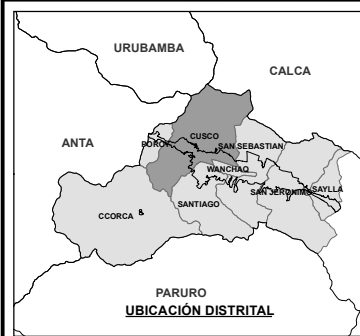 URUBAMBA
CALCA
ANTA
CUSCO
POROY
SAN SEBASTIAN
WANCHAQ
SAN JERONIMO
SAYLLA
CCORCA &
SANTIAGO
PARURO
UBICACIÓN DISTRITAL